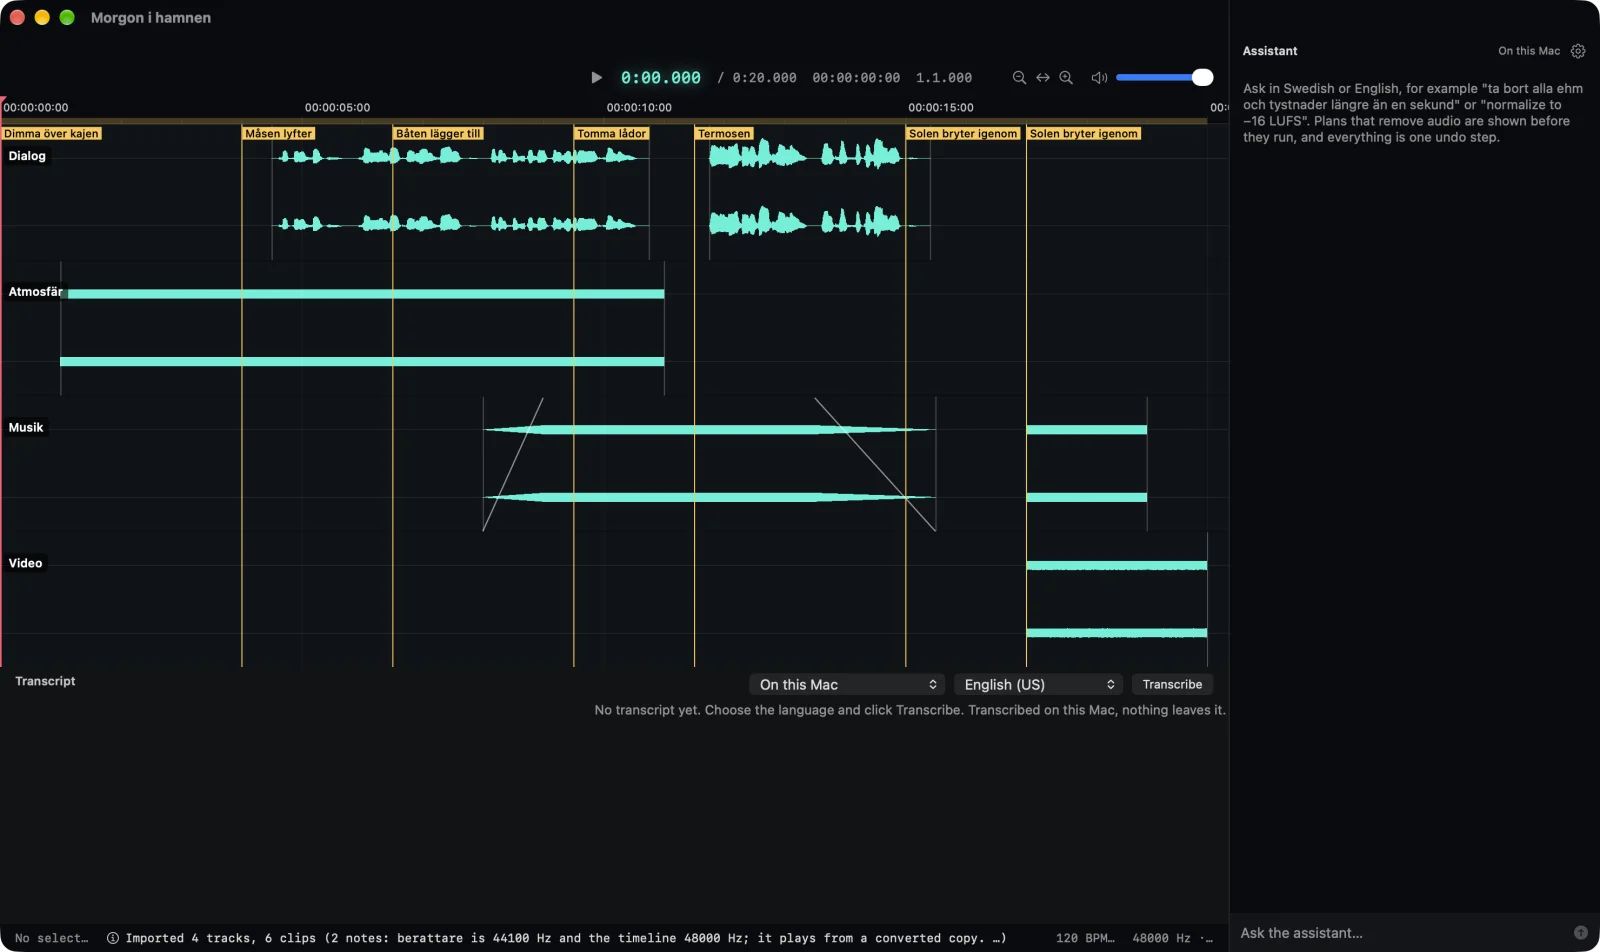 Morgon i hamnen
0:00.000 / 0:20.000 00:00:00:00 1.1.000
00:00:00:00 00:00:05:00 00:00:10:00 00:00:15:00 00:0
Dimma över kajen Måsen lyfter Båten lägger till Tomma lådor Termosen Solen bryter igenom Solen bryter igenom
Dialog
Atmosfär
Musik
Video
Transcript
On this Mac English (US) Transcribe
No transcript yet. Choose the language and click Transcribe. Transcribed on this Mac, nothing leaves it.
No select… Imported 4 tracks, 6 clips (2 notes: berattare is 44100 Hz and the timeline 48000 Hz; it plays from a converted copy. …) 120 BPM… 48000 Hz ·…
Assistant On this Mac
Ask in Swedish or English, for example "ta bort alla ehm
och tystnader längre än en sekund" or "normalize to
−16 LUFS". Plans that remove audio are shown before
they run, and everything is one undo step.
Ask the assistant...